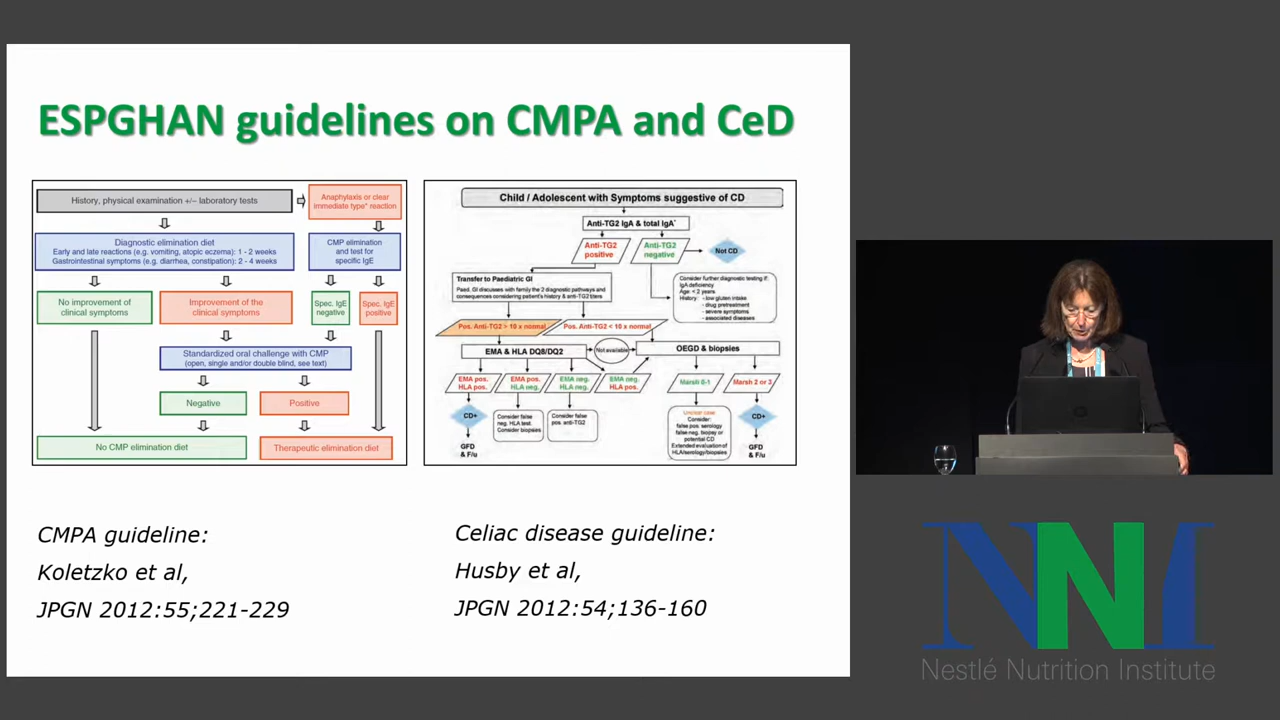 ESPGHAN guidelines on CMPA and CeD
History, physical examination +/– laboratory tests
Anaphylaxis or clear
immediate type* reaction
Diagnostic elimination diet
Early and late reactions (e.g. vomiting, atopic eczema): 1 - 2 weeks
Gastrointestinal symptoms (e.g. diarrhea, constipation): 2 - 4 weeks
CMP elimination
and test for
specific IgE
No improvement of
clinical symptoms
Improvement of the
clinical symptoms
Spec. IgE
negative
Spec. IgE
positive
Standardized oral challenge with CMP
(open, single and/or double blind, see text)
Negative
Positive
No CMP elimination diet
Therapeutic elimination diet
Child / Adolescent with Symptoms suggestive of CD
Anti-TG2 IgA & total IgA*
Anti-TG2
positive
Anti-TG2
negative
Not CD
Transfer to Paediatric GI
Paed. GI discusses with family the 2 diagnostic pathways and
consequences considering patient's history & anti-TG2 titers
Consider further diagnostic testing if:
IgA deficiency
Age: < 2 years
History: - low gluten intake
- drug pretreatment
- severe symptoms
- associated diseases
Pos. Anti-TG2 > 10 x normal
Pos. Anti-TG2 < 10 x normal
EMA & HLA DQ8/DQ2
Not available
OEGD & biopsies
EMA pos.
HLA pos.
EMA pos.
HLA neg.
EMA neg.
HLA neg.
EMA neg.
HLA pos.
Marsh 0-1
Marsh 2 or 3
CD+
Consider false
neg. HLA test.
Consider biopsies
Consider false
pos. anti-TG2
Unclear case
Consider:
false pos. serology
false neg. biopsy or
potential CD
Extended evaluation of
HLA/serology/biopsies
CD+
GFD
& F/u
GFD
& F/u
CMPA guideline:
Koletzko et al,
JPGN 2012:55;221-229
Celiac disease guideline:
Husby et al,
JPGN 2012:54;136-160
NNI
Nestlé Nutrition Institute